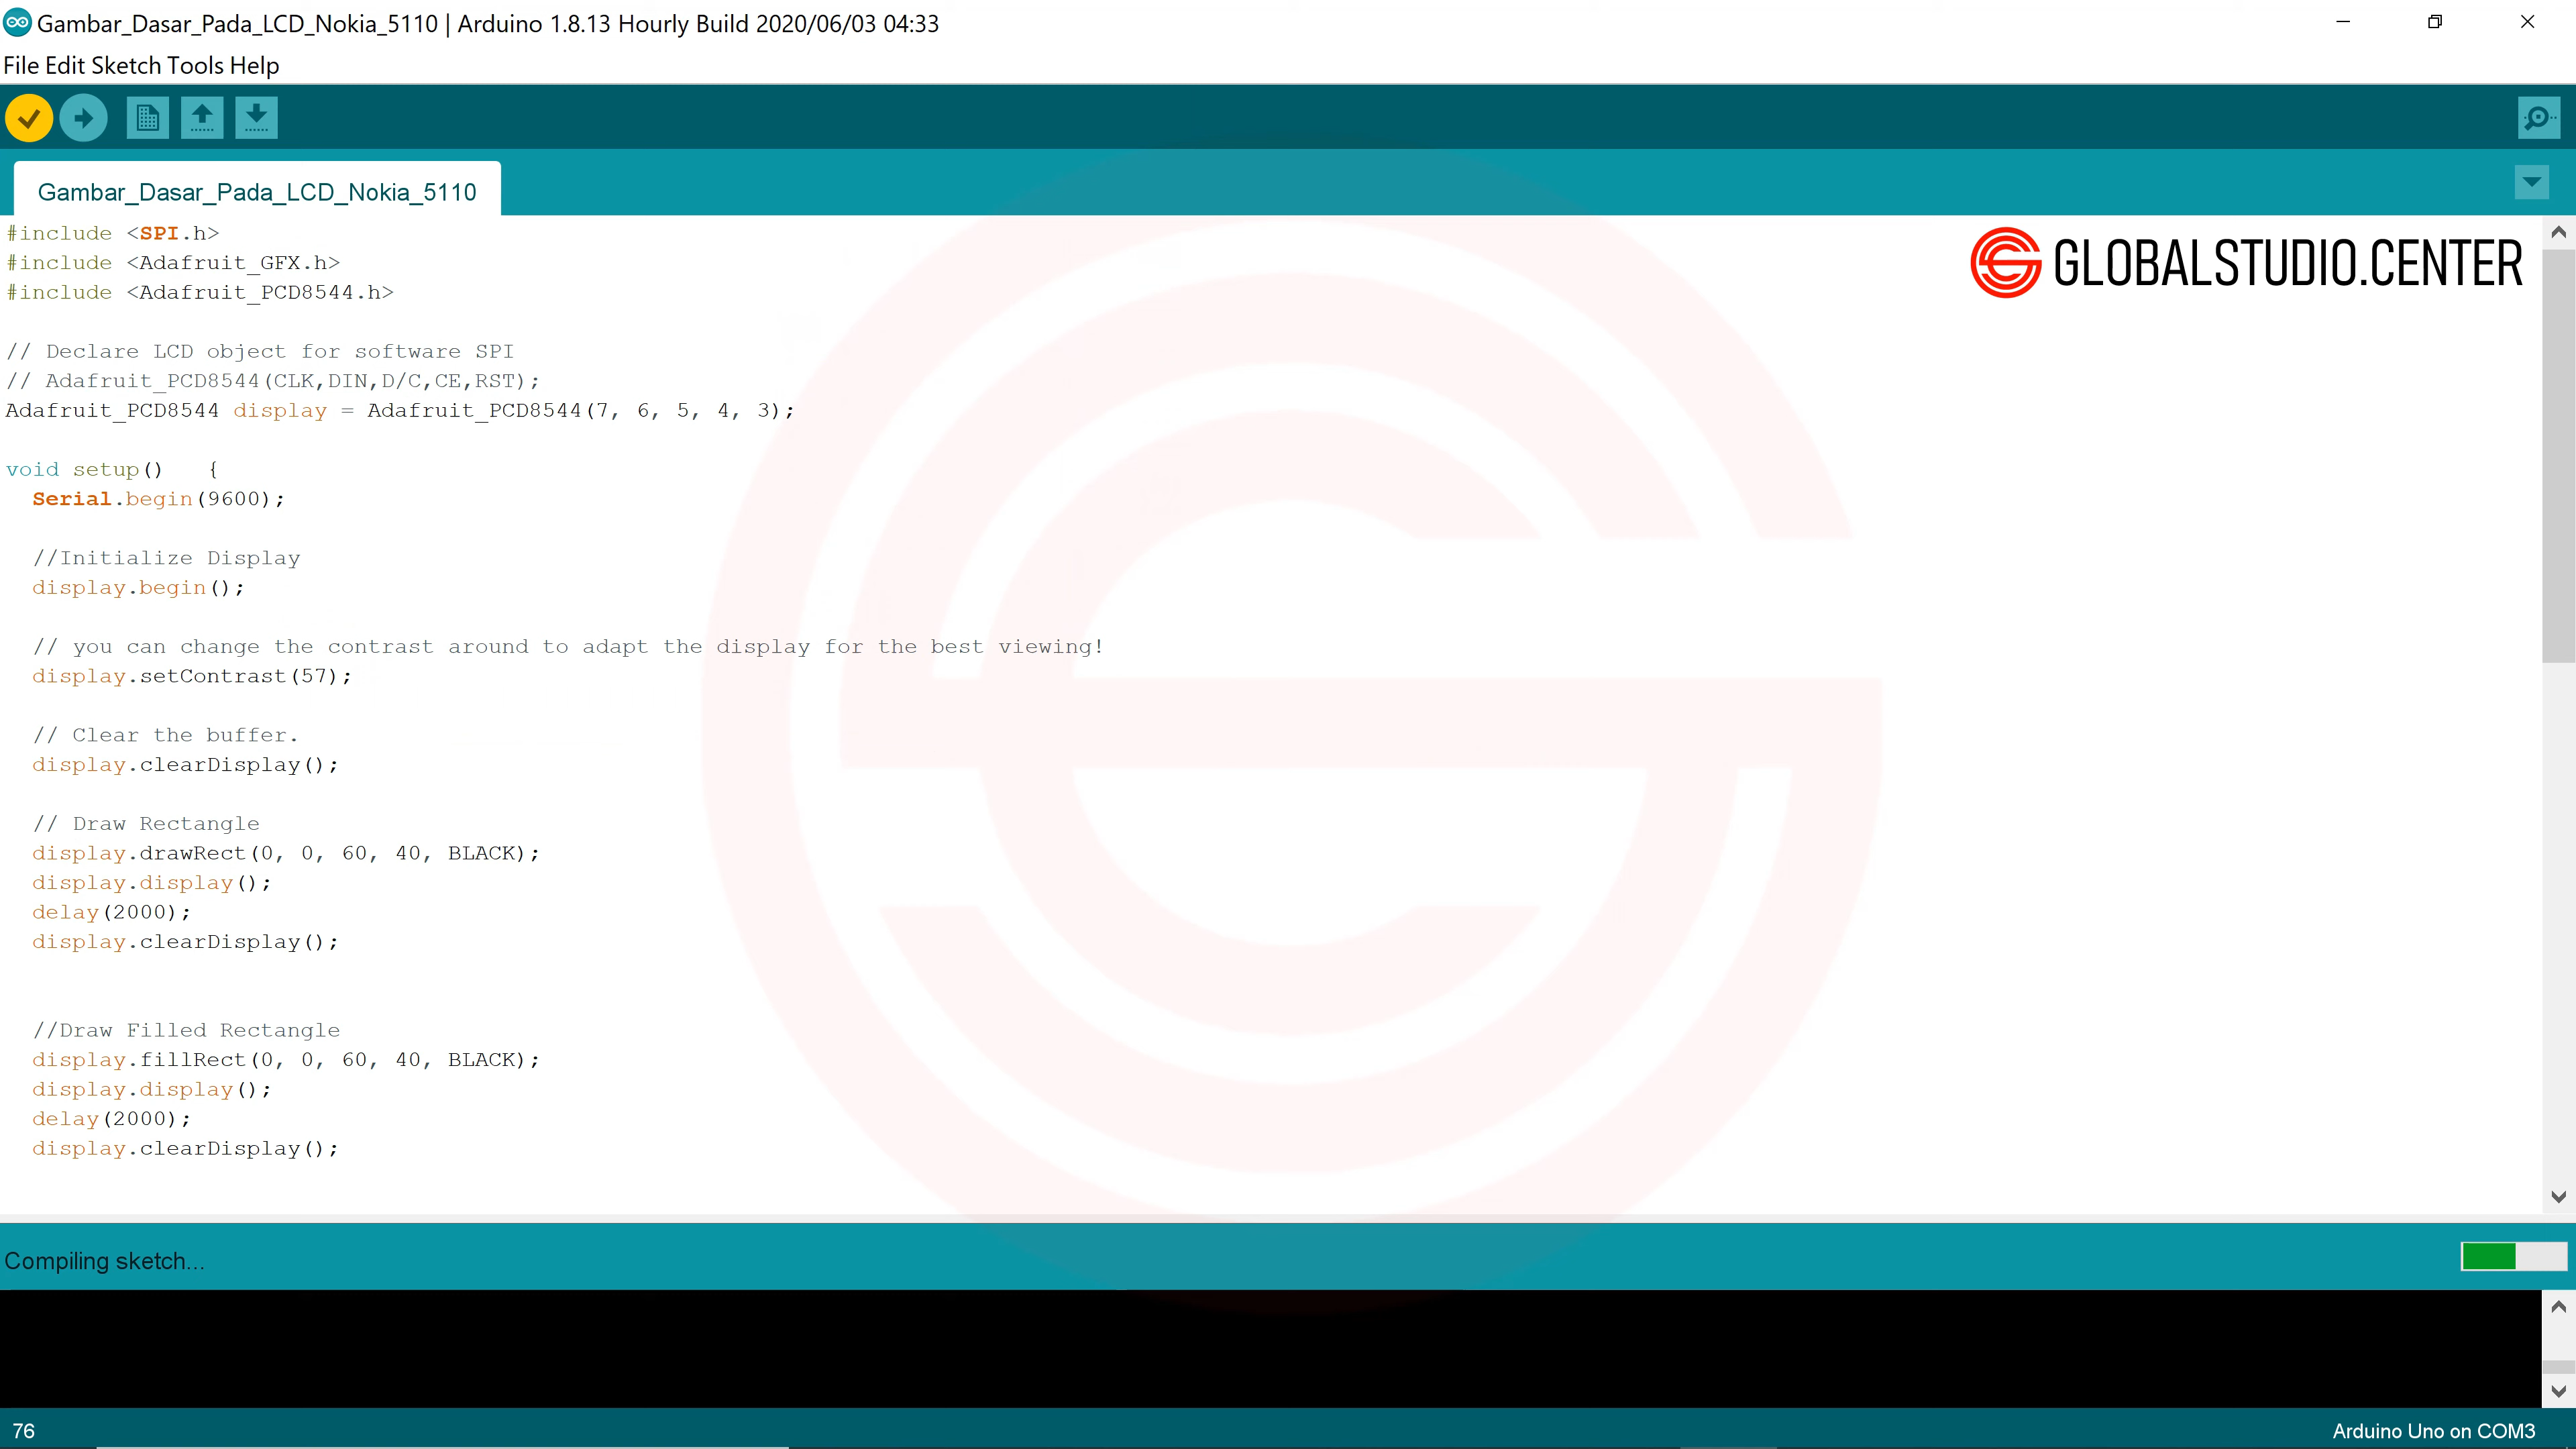 Gambar_Dasar_Pada_LCD_Nokia_5110 | Arduino 1.8.13 Hourly Build 2020/06/03 04:33
File Edit Sketch Tools Help
Gambar_Dasar_Pada_LCD_Nokia_5110
GLOBALSTUDIO.CENTER
#include <SPI.h>
#include <Adafruit_GFX.h>
#include <Adafruit_PCD8544.h>
// Declare LCD object for software SPI
// Adafruit_PCD8544(CLK,DIN,D/C,CE,RST);
Adafruit_PCD8544 display = Adafruit_PCD8544(7, 6, 5, 4, 3);
void setup()   {
  Serial.begin(9600);
  //Initialize Display
  display.begin();
  // you can change the contrast around to adapt the display for the best viewing!
  display.setContrast(57);
  // Clear the buffer.
  display.clearDisplay();
  // Draw Rectangle
  display.drawRect(0, 0, 60, 40, BLACK);
  display.display();
  delay(2000);
  display.clearDisplay();
  //Draw Filled Rectangle
  display.fillRect(0, 0, 60, 40, BLACK);
  display.display();
  delay(2000);
  display.clearDisplay();
Compiling sketch...
76
Arduino Uno on COM3